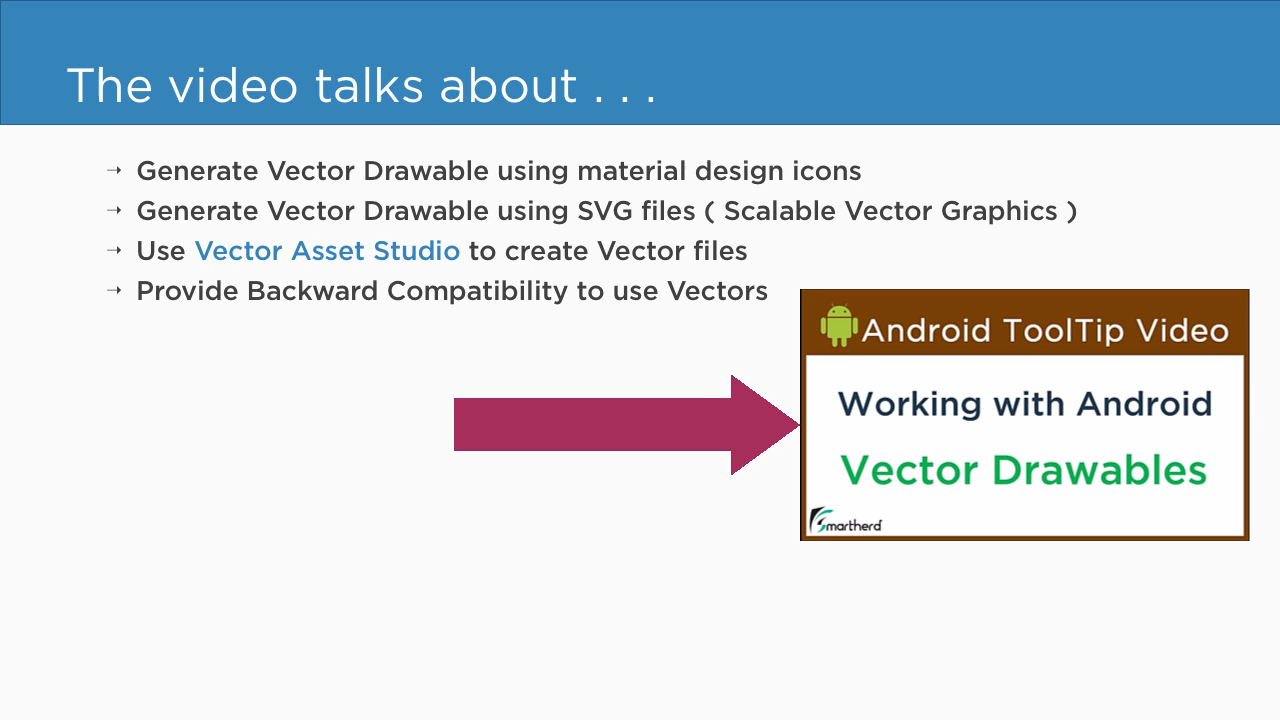 The video talks about . . .
→ Generate Vector Drawable using material design icons
→ Generate Vector Drawable using SVG files ( Scalable Vector Graphics )
→ Use Vector Asset Studio to create Vector files
→ Provide Backward Compatibility to use Vectors
Android ToolTip Video
Working with Android
Vector Drawables
Smartherd